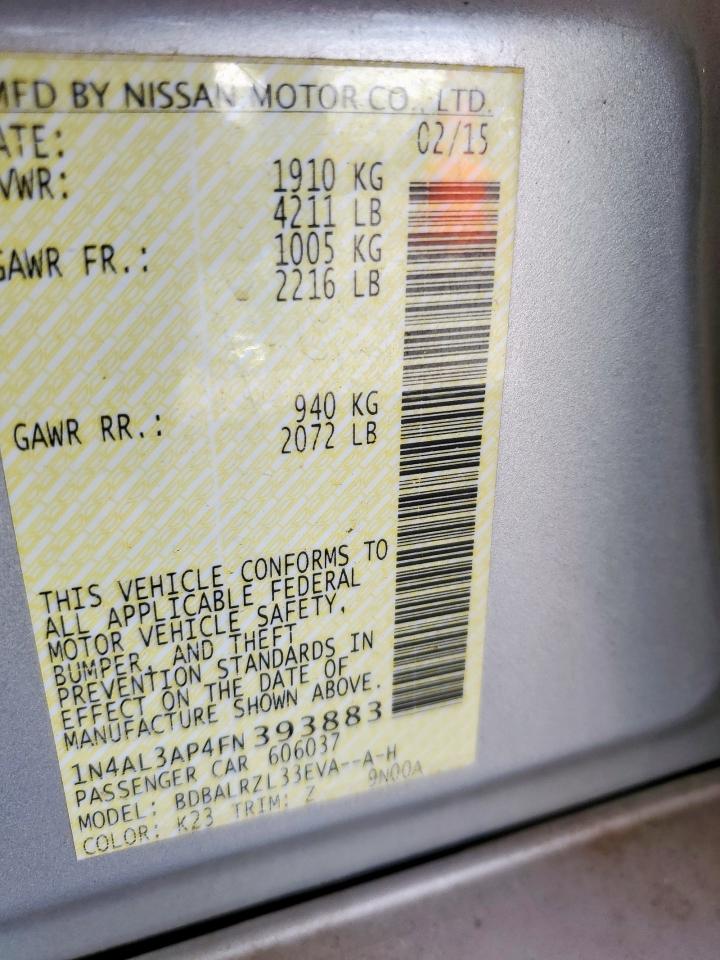 MFD BY NISSAN MOTOR CO., LTD.
ATE: 02/15
VWR: 1910 KG
4211 LB
GAWR FR.: 1005 KG
2216 LB
GAWR RR.: 940 KG
2072 LB
THIS VEHICLE CONFORMS TO
ALL APPLICABLE FEDERAL
MOTOR VEHICLE SAFETY,
BUMPER, AND THEFT
PREVENTION STANDARDS IN
EFFECT ON THE DATE OF
MANUFACTURE SHOWN ABOVE.
1N4AL3AP4FN393883
PASSENGER CAR 606037
MODEL: BDBALRZL33EVA--A-H
COLOR: K23 TRIM: Z 9N00A